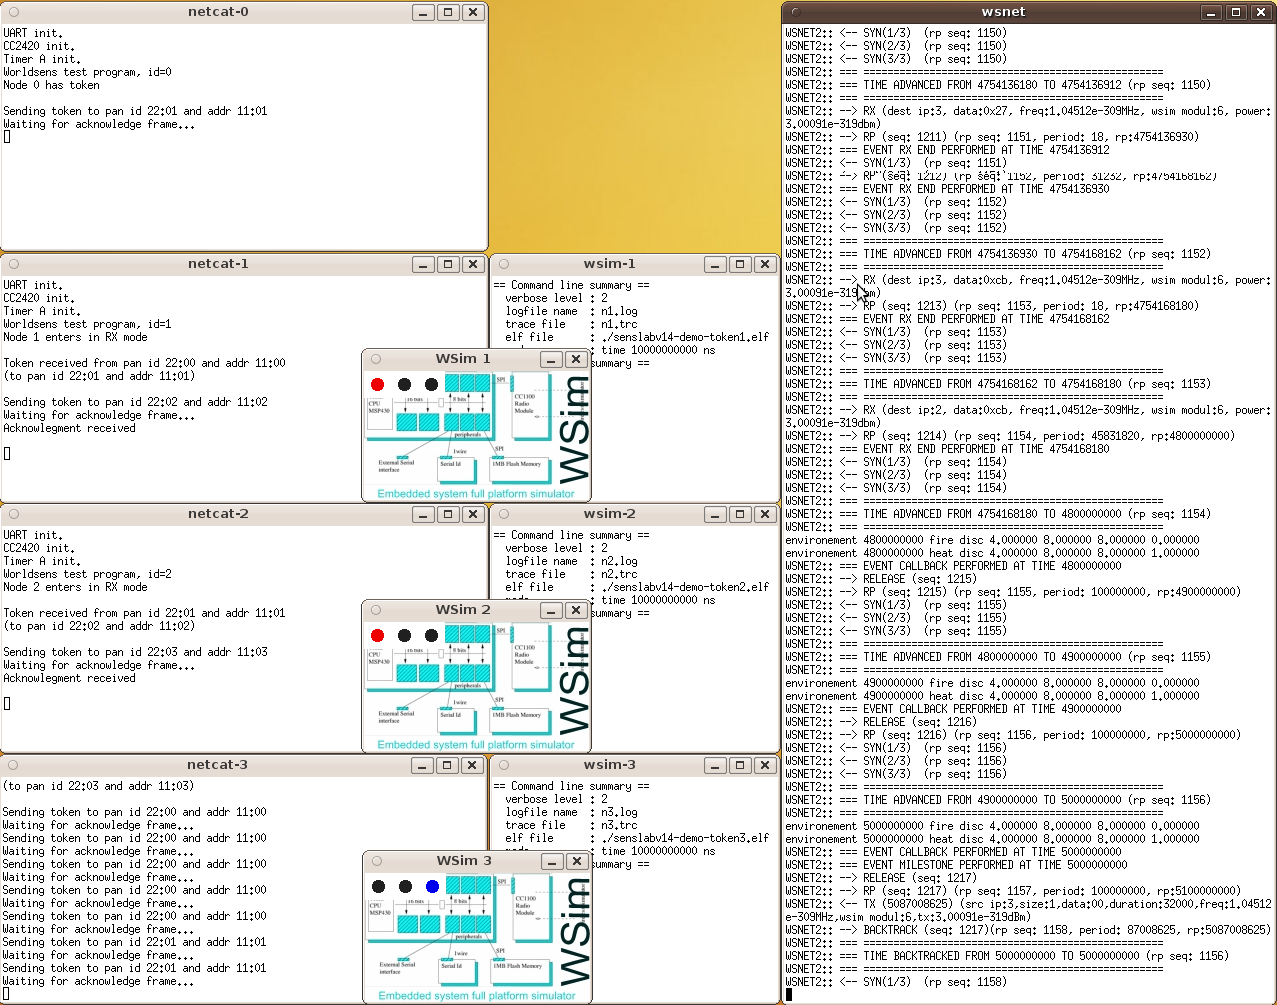 netcat-0
UART init.
CC2420 init.
Timer A init.
Worldsens test program, id=0
Node 0 has token
Sending token to pan id 22:01 and addr 11:01
Waiting for acknowledge frame...
netcat-1
UART init.
CC2420 init.
Timer A init.
Worldsens test program, id=1
Node 1 enters in RX mode
Token received from pan id 22:00 and addr 11:00
(to pan id 22:01 and addr 11:01)
Sending token to pan id 22:02 and addr 11:02
Waiting for acknowledge frame...
Acknowlegment received
wsim-1
== Command line summary ==
verbose level : 2
logfile name : n1.log
trace file : n1.trc
elf file : ./senslabv14-demo-token1.elf
: time 10000000000 ns
summary ==
WSim 1
SPI
16 bits
8 bits
CPU
MSP430
CC1100
Radio
Module
peripherals
1wire
SPI
External Serial
interface
Serial Id
1MB Flash Memory
WSim
Embedded system full platform simulator
netcat-2
UART init.
CC2420 init.
Timer A init.
Worldsens test program, id=2
Node 2 enters in RX mode
Token received from pan id 22:01 and addr 11:01
(to pan id 22:02 and addr 11:02)
Sending token to pan id 22:03 and addr 11:03
Waiting for acknowledge frame...
Acknowlegment received
wsim-2
== Command line summary ==
verbose level : 2
logfile name : n2.log
trace file : n2.trc
elf file : ./senslabv14-demo-token2.elf
: time 10000000000 ns
summary ==
WSim 2
SPI
16 bits
8 bits
CPU
MSP430
CC1100
Radio
Module
peripherals
1wire
SPI
External Serial
interface
Serial Id
1MB Flash Memory
WSim
Embedded system full platform simulator
netcat-3
(to pan id 22:03 and addr 11:03)
Sending token to pan id 22:00 and addr 11:00
Waiting for acknowledge frame...
Sending token to pan id 22:00 and addr 11:00
Waiting for acknowledge frame...
Sending token to pan id 22:00 and addr 11:00
Waiting for acknowledge frame...
Sending token to pan id 22:00 and addr 11:00
Waiting for acknowledge frame...
Sending token to pan id 22:00 and addr 11:00
Waiting for acknowledge frame...
Sending token to pan id 22:01 and addr 11:01
Waiting for acknowledge frame...
Sending token to pan id 22:01 and addr 11:01
Waiting for acknowledge frame...
wsim-3
== Command line summary ==
verbose level : 2
logfile name : n3.log
trace file : n3.trc
elf file : ./senslabv14-demo-token3.elf
: time 10000000000 ns
summary ==
WSim 3
SPI
16 bits
8 bits
CPU
MSP430
CC1100
Radio
Module
peripherals
1wire
SPI
External Serial
interface
Serial Id
1MB Flash Memory
WSim
Embedded system full platform simulator
wsnet
WSNET2:: <-- SYN(1/3) (rp seq: 1150)
WSNET2:: <-- SYN(2/3) (rp seq: 1150)
WSNET2:: <-- SYN(3/3) (rp seq: 1150)
WSNET2:: === ========================================
WSNET2:: === TIME ADVANCED FROM 4754136180 TO 4754136912 (rp seq: 1150)
WSNET2:: === ========================================
WSNET2:: --> RX (dest ip:3, data:0x27, freq:1.04512e-309MHz, wsim modul:6, power:
3.00091e-319dbm)
WSNET2:: --> RP (seq: 1211) (rp seq: 1151, period: 18, rp:4754136930)
WSNET2:: === EVENT RX END PERFORMED AT TIME 4754136912
WSNET2:: <-- SYN(1/3) (rp seq: 1151)
WSNET2:: --> RP (seq: 1212) (rp seq: 1152, period: 31232, rp:4754168162)
WSNET2:: === EVENT RX END PERFORMED AT TIME 4754136930
WSNET2:: <-- SYN(1/3) (rp seq: 1152)
WSNET2:: <-- SYN(2/3) (rp seq: 1152)
WSNET2:: <-- SYN(3/3) (rp seq: 1152)
WSNET2:: === ========================================
WSNET2:: === TIME ADVANCED FROM 4754136930 TO 4754168162 (rp seq: 1152)
WSNET2:: === ========================================
WSNET2:: --> RX (dest ip:3, data:0xcb, freq:1.04512e-309MHz, wsim modul:6, power:
3.00091e-319dbm)
WSNET2:: --> RP (seq: 1213) (rp seq: 1153, period: 18, rp:4754168180)
WSNET2:: === EVENT RX END PERFORMED AT TIME 4754168162
WSNET2:: <-- SYN(1/3) (rp seq: 1153)
WSNET2:: <-- SYN(2/3) (rp seq: 1153)
WSNET2:: <-- SYN(3/3) (rp seq: 1153)
WSNET2:: === ========================================
WSNET2:: === TIME ADVANCED FROM 4754168162 TO 4754168180 (rp seq: 1153)
WSNET2:: === ========================================
WSNET2:: --> RX (dest ip:2, data:0xcb, freq:1.04512e-309MHz, wsim modul:6, power:
3.00091e-319dbm)
WSNET2:: --> RP (seq: 1214) (rp seq: 1154, period: 45831820, rp:4800000000)
WSNET2:: === EVENT RX END PERFORMED AT TIME 4754168180
WSNET2:: <-- SYN(1/3) (rp seq: 1154)
WSNET2:: <-- SYN(2/3) (rp seq: 1154)
WSNET2:: <-- SYN(3/3) (rp seq: 1154)
WSNET2:: === ========================================
WSNET2:: === TIME ADVANCED FROM 4754168180 TO 4800000000 (rp seq: 1154)
WSNET2:: === ========================================
environement 4800000000 fire disc 4.000000 8.000000 8.000000 0.000000
environement 4800000000 heat disc 4.000000 8.000000 8.000000 1.000000
WSNET2:: === EVENT CALLBACK PERFORMED AT TIME 4800000000
WSNET2:: --> RELEASE (seq: 1215)
WSNET2:: --> RP (seq: 1215) (rp seq: 1155, period: 100000000, rp:4900000000)
WSNET2:: <-- SYN(1/3) (rp seq: 1155)
WSNET2:: <-- SYN(2/3) (rp seq: 1155)
WSNET2:: <-- SYN(3/3) (rp seq: 1155)
WSNET2:: === ========================================
WSNET2:: === TIME ADVANCED FROM 4800000000 TO 4900000000 (rp seq: 1155)
WSNET2:: === ========================================
environement 4900000000 fire disc 4.000000 8.000000 8.000000 0.000000
environement 4900000000 heat disc 4.000000 8.000000 8.000000 1.000000
WSNET2:: === EVENT CALLBACK PERFORMED AT TIME 4900000000
WSNET2:: --> RELEASE (seq: 1216)
WSNET2:: --> RP (seq: 1216) (rp seq: 1156, period: 100000000, rp:5000000000)
WSNET2:: <-- SYN(1/3) (rp seq: 1156)
WSNET2:: <-- SYN(2/3) (rp seq: 1156)
WSNET2:: <-- SYN(3/3) (rp seq: 1156)
WSNET2:: === ========================================
WSNET2:: === TIME ADVANCED FROM 4900000000 TO 5000000000 (rp seq: 1156)
WSNET2:: === ========================================
environement 5000000000 fire disc 4.000000 8.000000 8.000000 0.000000
environement 5000000000 heat disc 4.000000 8.000000 8.000000 1.000000
WSNET2:: === EVENT CALLBACK PERFORMED AT TIME 5000000000
WSNET2:: === EVENT MILESTONE PERFORMED AT TIME 5000000000
WSNET2:: --> RELEASE (seq: 1217)
WSNET2:: --> RP (seq: 1217) (rp seq: 1157, period: 100000000, rp:5100000000)
WSNET2:: <-- TX (5087008625) (src ip:3,size:1,data:00,duration:32000,freq:1.04512
e-309MHz,wsim modul:6,tx:3.00091e-319dBm)
WSNET2:: --> BACKTRACK (seq: 1217)(rp seq: 1158, period: 87008625, rp:5087008625)
WSNET2:: === ========================================
WSNET2:: === TIME BACKTRACKED FROM 5000000000 TO 5087008625 (rp seq: 1156)
WSNET2:: === ========================================
WSNET2:: <-- SYN(1/3) (rp seq: 1158)